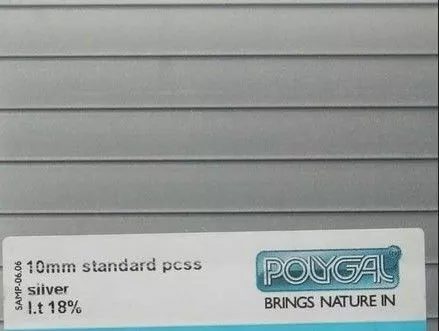 SAMP-06.06
10mm standard pcss
silver
l.t 18%
POLYGAL®
BRINGS NATURE IN